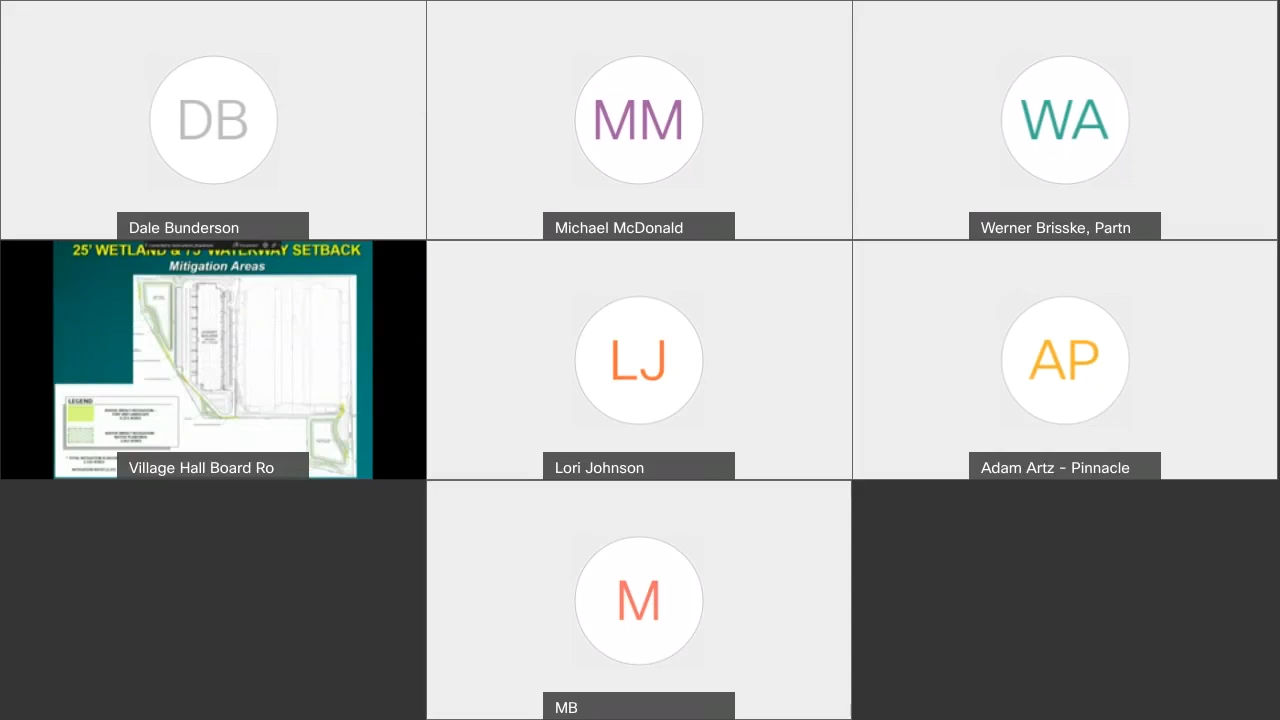 DB
MM
WA
Dale Bunderson
Michael McDonald
Werner Brisske, Partn
25' WETLAND & 75' WATERWAY SETBACK
Mitigation Areas
LEGEND
Village Hall Board Ro
LJ
Lori Johnson
AP
Adam Artz - Pinnacle
M
MB